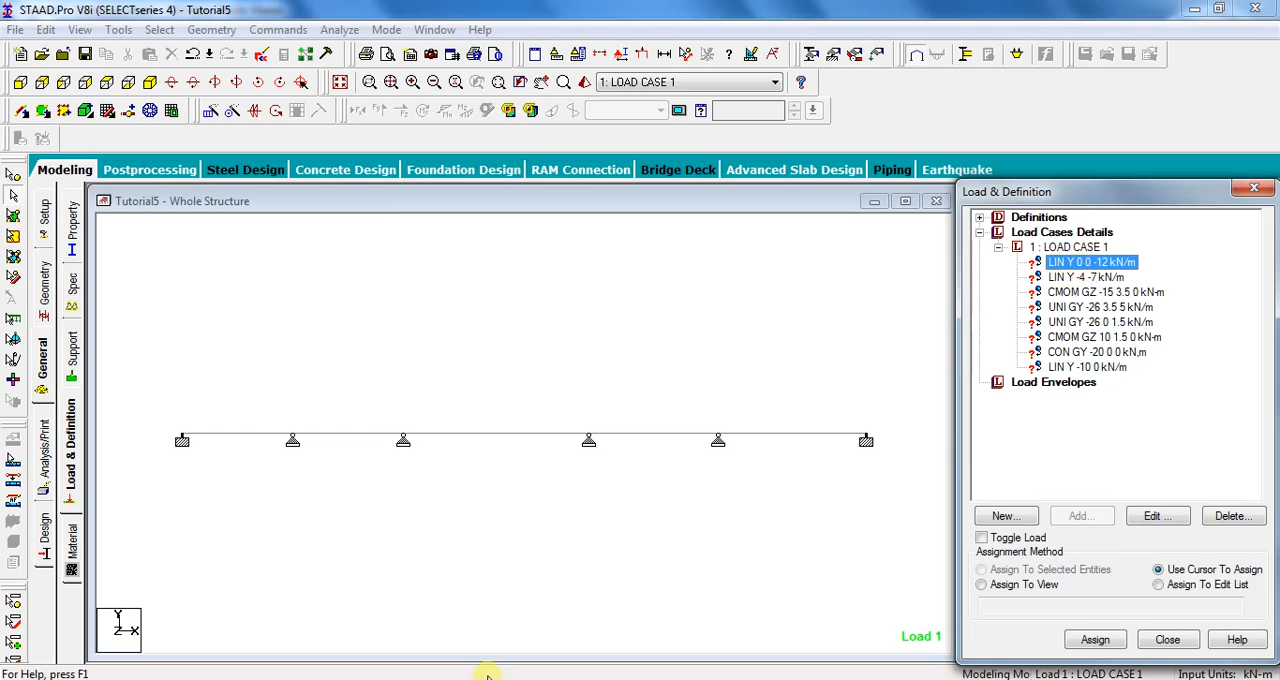 STAAD.Pro V8i (SELECTseries 4) - Tutorial5
File Edit View Tools Select Geometry Commands Analyze Mode Window Help
1: LOAD CASE 1
Modeling Postprocessing Steel Design Concrete Design Foundation Design RAM Connection Bridge Deck Advanced Slab Design Piping Earthquake
Setup
Geometry
General
Analysis/Print
Design
Property
Spec
Support
Load & Definition
Material
Tutorial5 - Whole Structure
Y
Z X
Load 1
Load & Definition
Definitions
Load Cases Details
1 : LOAD CASE 1
LIN Y 0 0 -12 kN/m
LIN Y -4 -7 kN/m
CMOM GZ -15 3.5 0 kN-m
UNI GY -26 3.5 5 kN/m
UNI GY -26 0 1.5 kN/m
CMOM GZ 10 1.5 0 kN-m
CON GY -20 0 0 kN,m
LIN Y -10 0 kN/m
Load Envelopes
New... Add... Edit ... Delete...
Toggle Load
Assignment Method
Assign To Selected Entities Use Cursor To Assign
Assign To View Assign To Edit List
Assign Close Help
For Help, press F1
Modeling Mo Load 1 : LOAD CASE 1 Input Units: kN-m